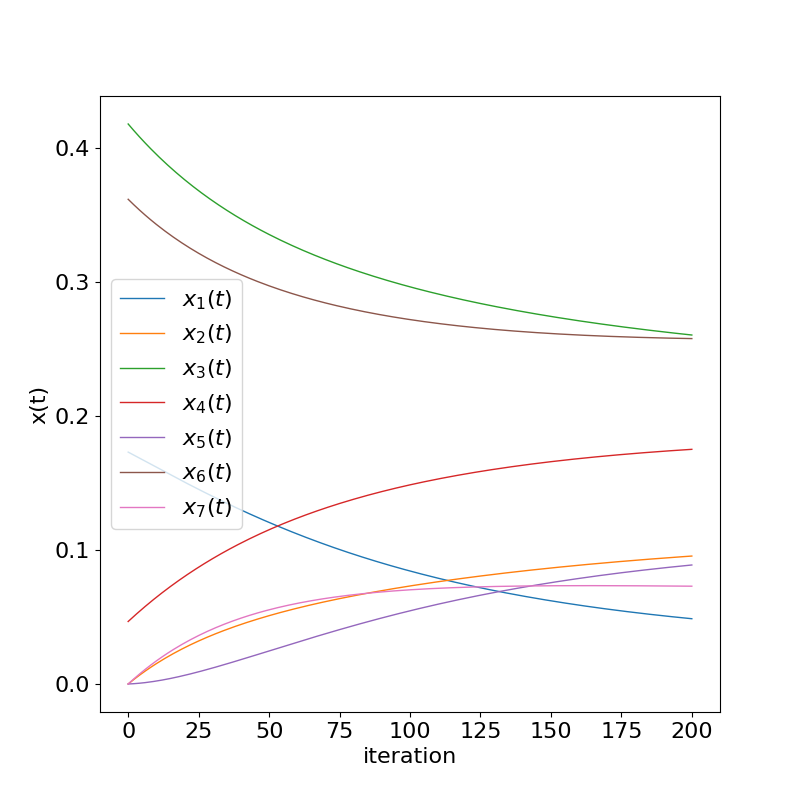 0.4
0.3
0.2
0.1
0.0
x(t)
x₁(t)
x₂(t)
x₃(t)
x₄(t)
x₅(t)
x₆(t)
x₇(t)
0 25 50 75 100 125 150 175 200
iteration